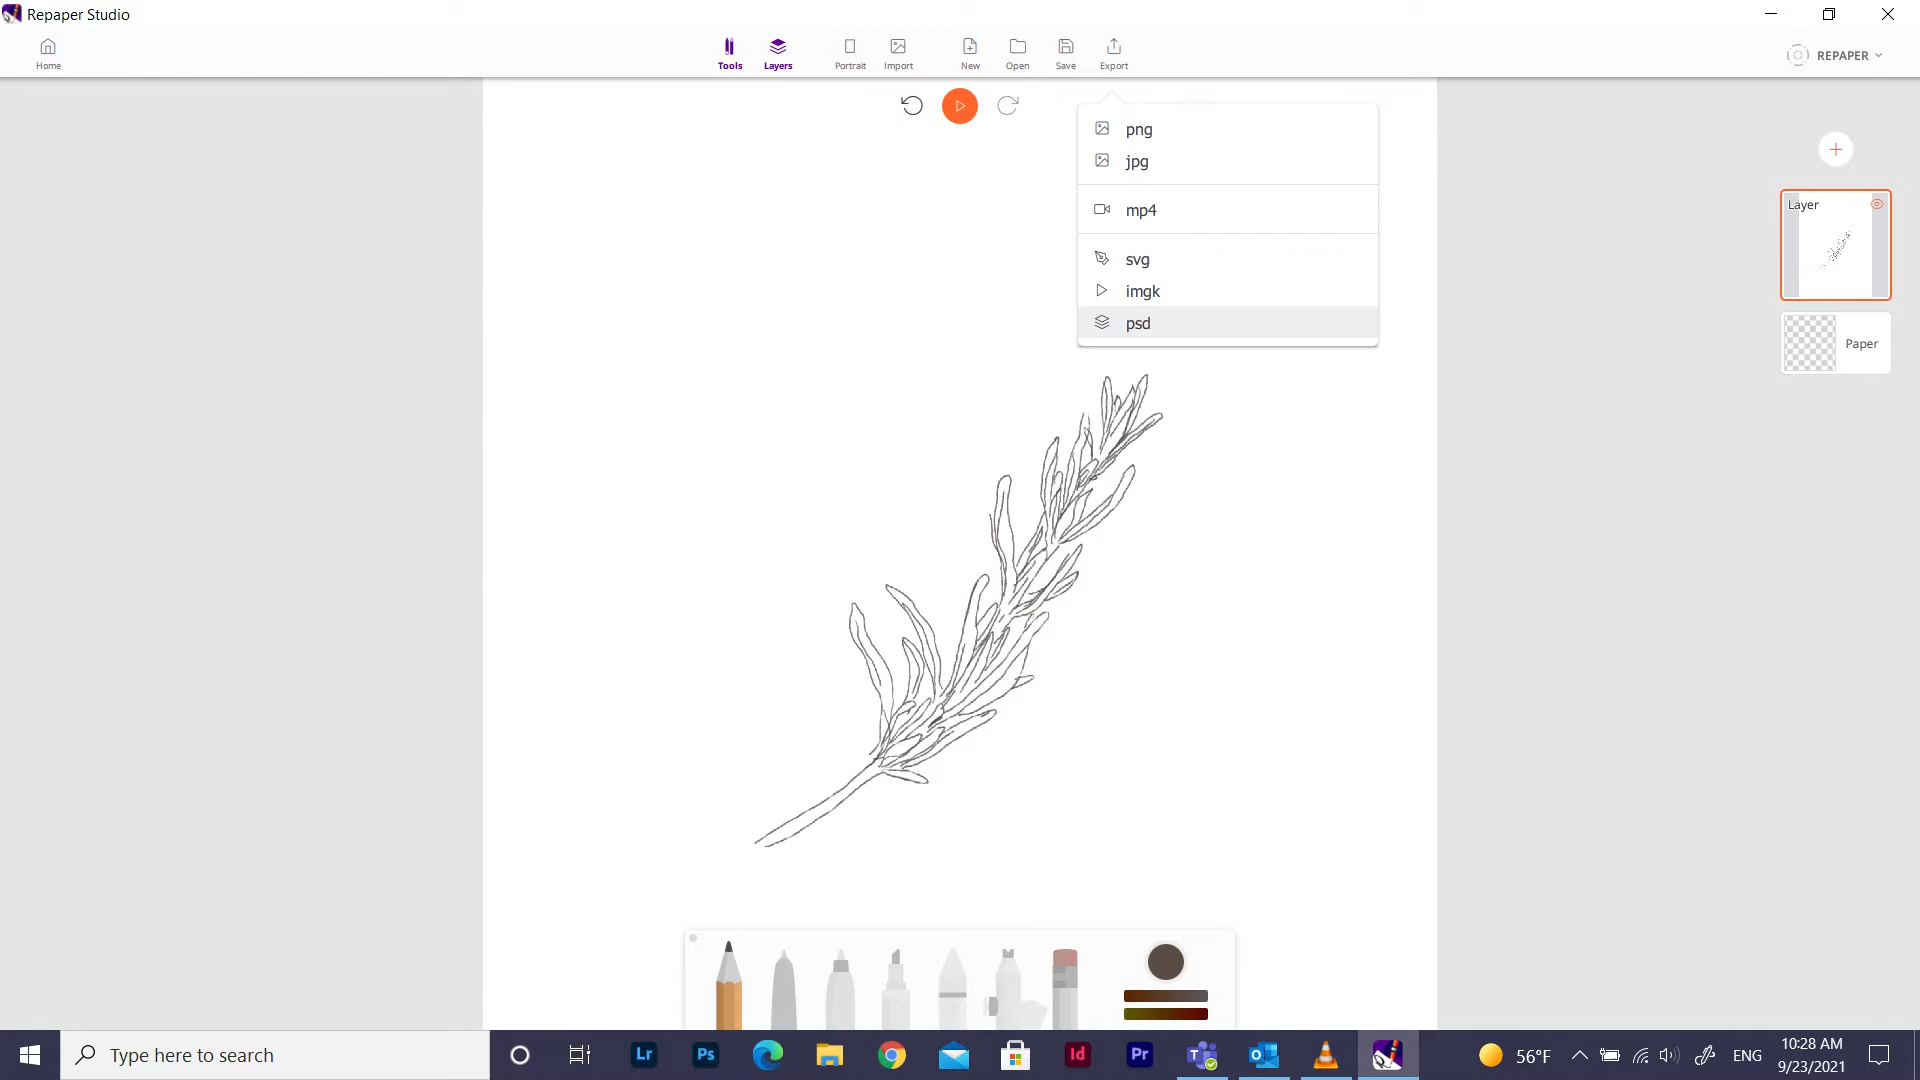 Repaper Studio
Home
Tools
Layers
Portrait
Import
New
Open
Save
Export
REPAPER
png
jpg
mp4
svg
imgk
psd
Layer
Paper
Type here to search
Lr
Ps
Id
Pr
56°F
ENG
10:28 AM
9/23/2021